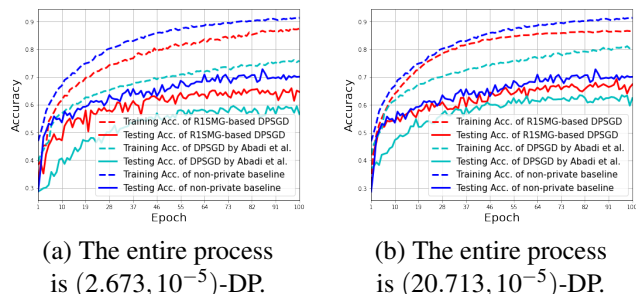 Accuracy
0.9
0.8
0.7
0.6
0.5
0.4
0.3
Training Acc. of R1SMG-based DPSGD
Testing Acc. of R1SMG-based DPSGD
Training Acc. of DPSGD by Abadi et al.
Testing Acc. of DPSGD by Abadi et al.
Training Acc. of non-private baseline
Testing Acc. of non-private baseline
1 10 19 28 37 46 55 64 73 82 91 100
Epoch
(a) The entire process
is (2.673, 10⁻⁵)-DP.
Accuracy
0.9
0.8
0.7
0.6
0.5
0.4
0.3
Training Acc. of R1SMG-based DPSGD
Testing Acc. of R1SMG-based DPSGD
Training Acc. of DPSGD by Abadi et al.
Testing Acc. of DPSGD by Abadi et al.
Training Acc. of non-private baseline
Testing Acc. of non-private baseline
1 10 19 28 37 46 55 64 73 82 91 100
Epoch
(b) The entire process
is (20.713, 10⁻⁵)-DP.